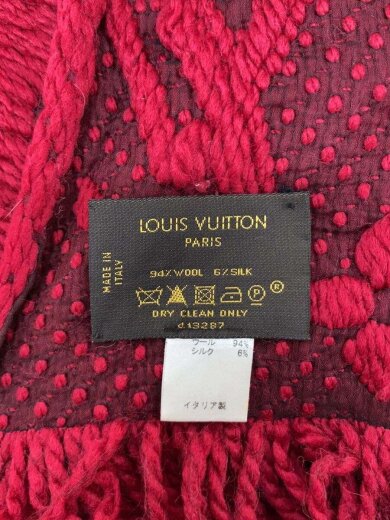 LOUIS VUITTON
PARIS
MADE IN
ITALY
94% WOOL 6% SILK
P ®
DRY CLEAN ONLY
d.13287
ウール 94%
シルク 6%
イタリア製